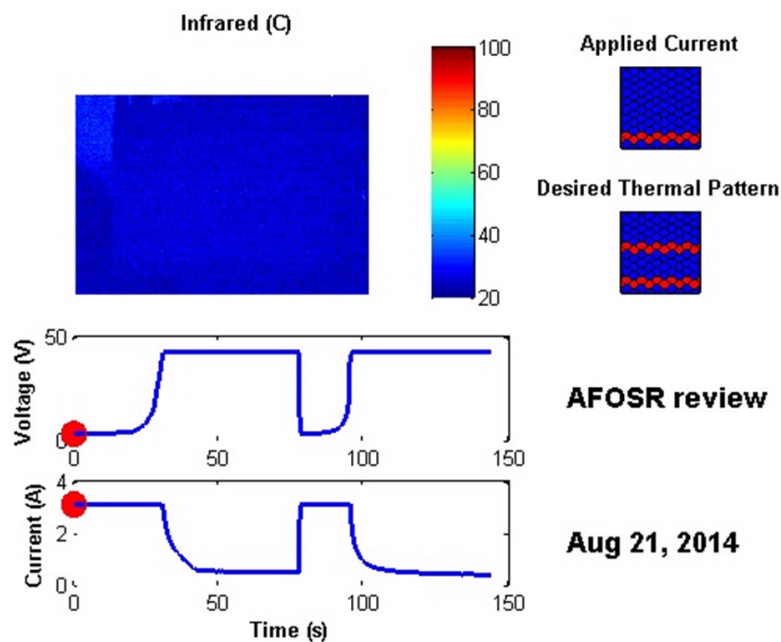 Infrared (C)
100
80
60
40
20
Applied Current
Desired Thermal Pattern
Voltage (V)
50
0
0
50
100
150
AFOSR review
Current (A)
4
2
0
0
50
100
150
Time (s)
Aug 21, 2014